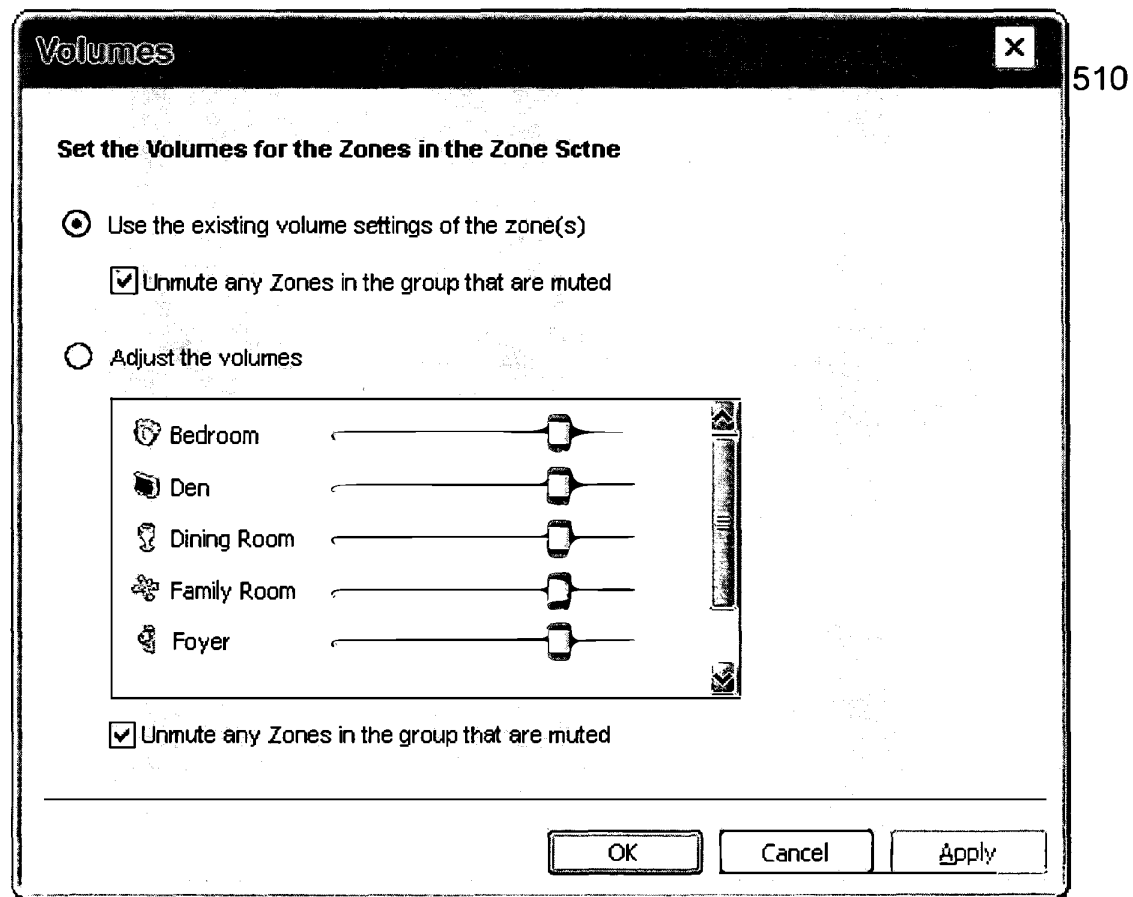 Volumes
510
Set the Volumes for the Zones in the Zone Sctne
Use the existing volume settings of the zone(s)
Unmute any Zones in the group that are muted
Adjust the volumes
Bedroom
Den
Dining Room
Family Room
Foyer
Unmute any Zones in the group that are muted
OK Cancel Apply